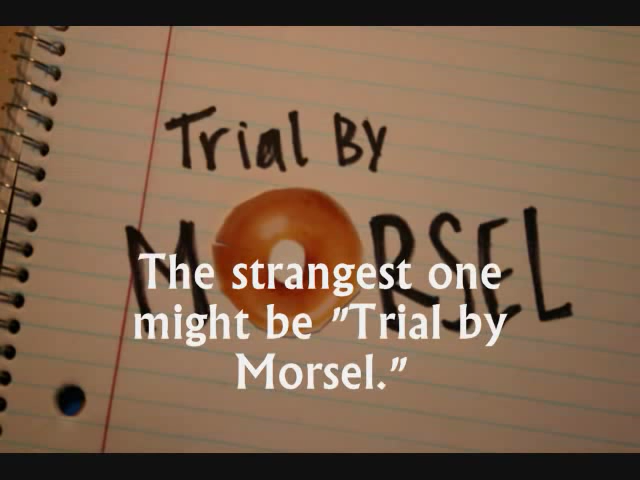 Trial By
MORSEL
The strangest one
might be "Trial by
Morsel."